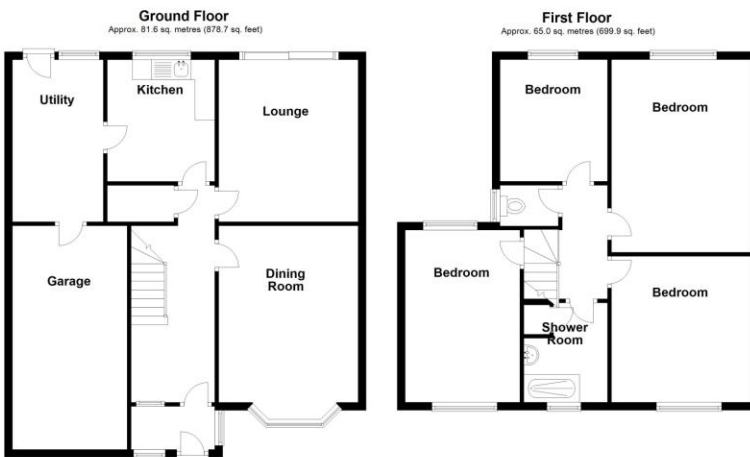 Ground Floor
Approx. 81.6 sq. metres (878.7 sq. feet)
Utility
Kitchen
Lounge
Garage
Dining
Room
First Floor
Approx. 65.0 sq. metres (699.9 sq. feet)
Bedroom
Bedroom
Bedroom
Bedroom
Shower
Room